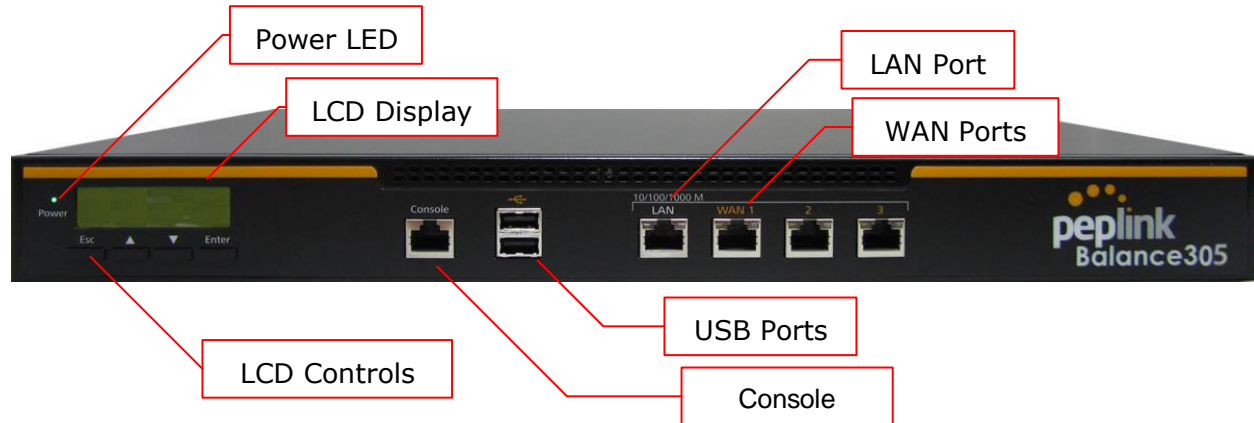 Power LED
LAN Port
LCD Display
WAN Ports
Power
Esc ▲ ▼ Enter
Console
10/100/1000 M
LAN WAN 1 2 3
peplink
Balance305
USB Ports
LCD Controls
Console